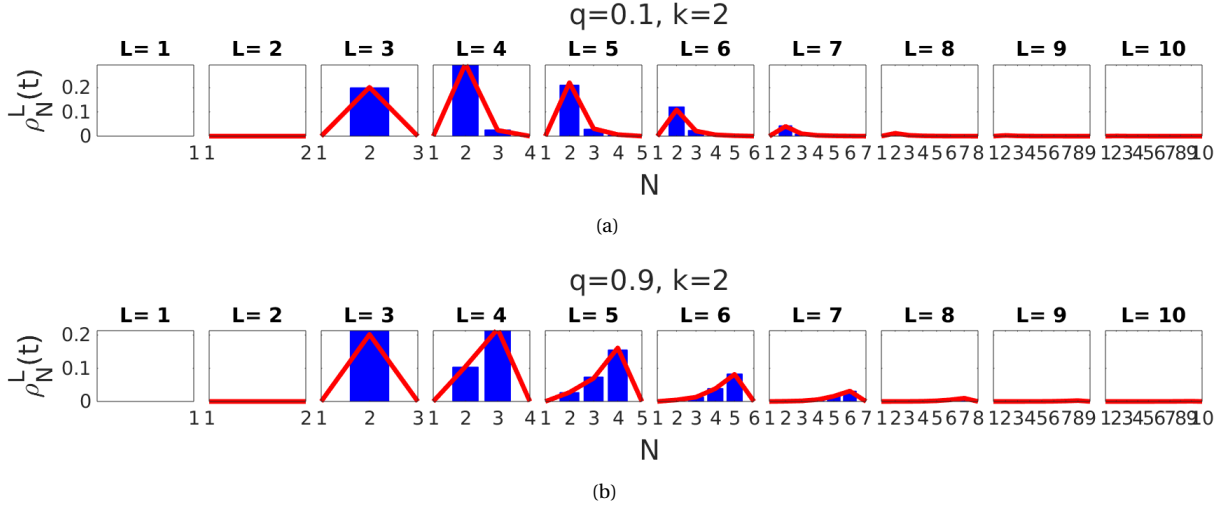 q=0.1, k=2
L= 1 L= 2 L= 3 L= 4 L= 5 L= 6 L= 7 L= 8 L= 9 L= 10
ρ_N^L(t)
0.2
0.1
0
1 1 2 1 2 3 1 2 3 4 1 2 3 4 5 1 2 3 4 5 6 1 2 3 4 5 6 7 1 2 3 4 5 6 7 8 1 2 3 4 5 6 7 8 9 1 2 3 4 5 6 7 8 9 10
N
(a)
q=0.9, k=2
L= 1 L= 2 L= 3 L= 4 L= 5 L= 6 L= 7 L= 8 L= 9 L= 10
ρ_N^L(t)
0.2
0.1
0
1 1 2 1 2 3 1 2 3 4 1 2 3 4 5 1 2 3 4 5 6 1 2 3 4 5 6 7 1 2 3 4 5 6 7 8 1 2 3 4 5 6 7 8 9 1 2 3 4 5 6 7 8 9 10
N
(b)